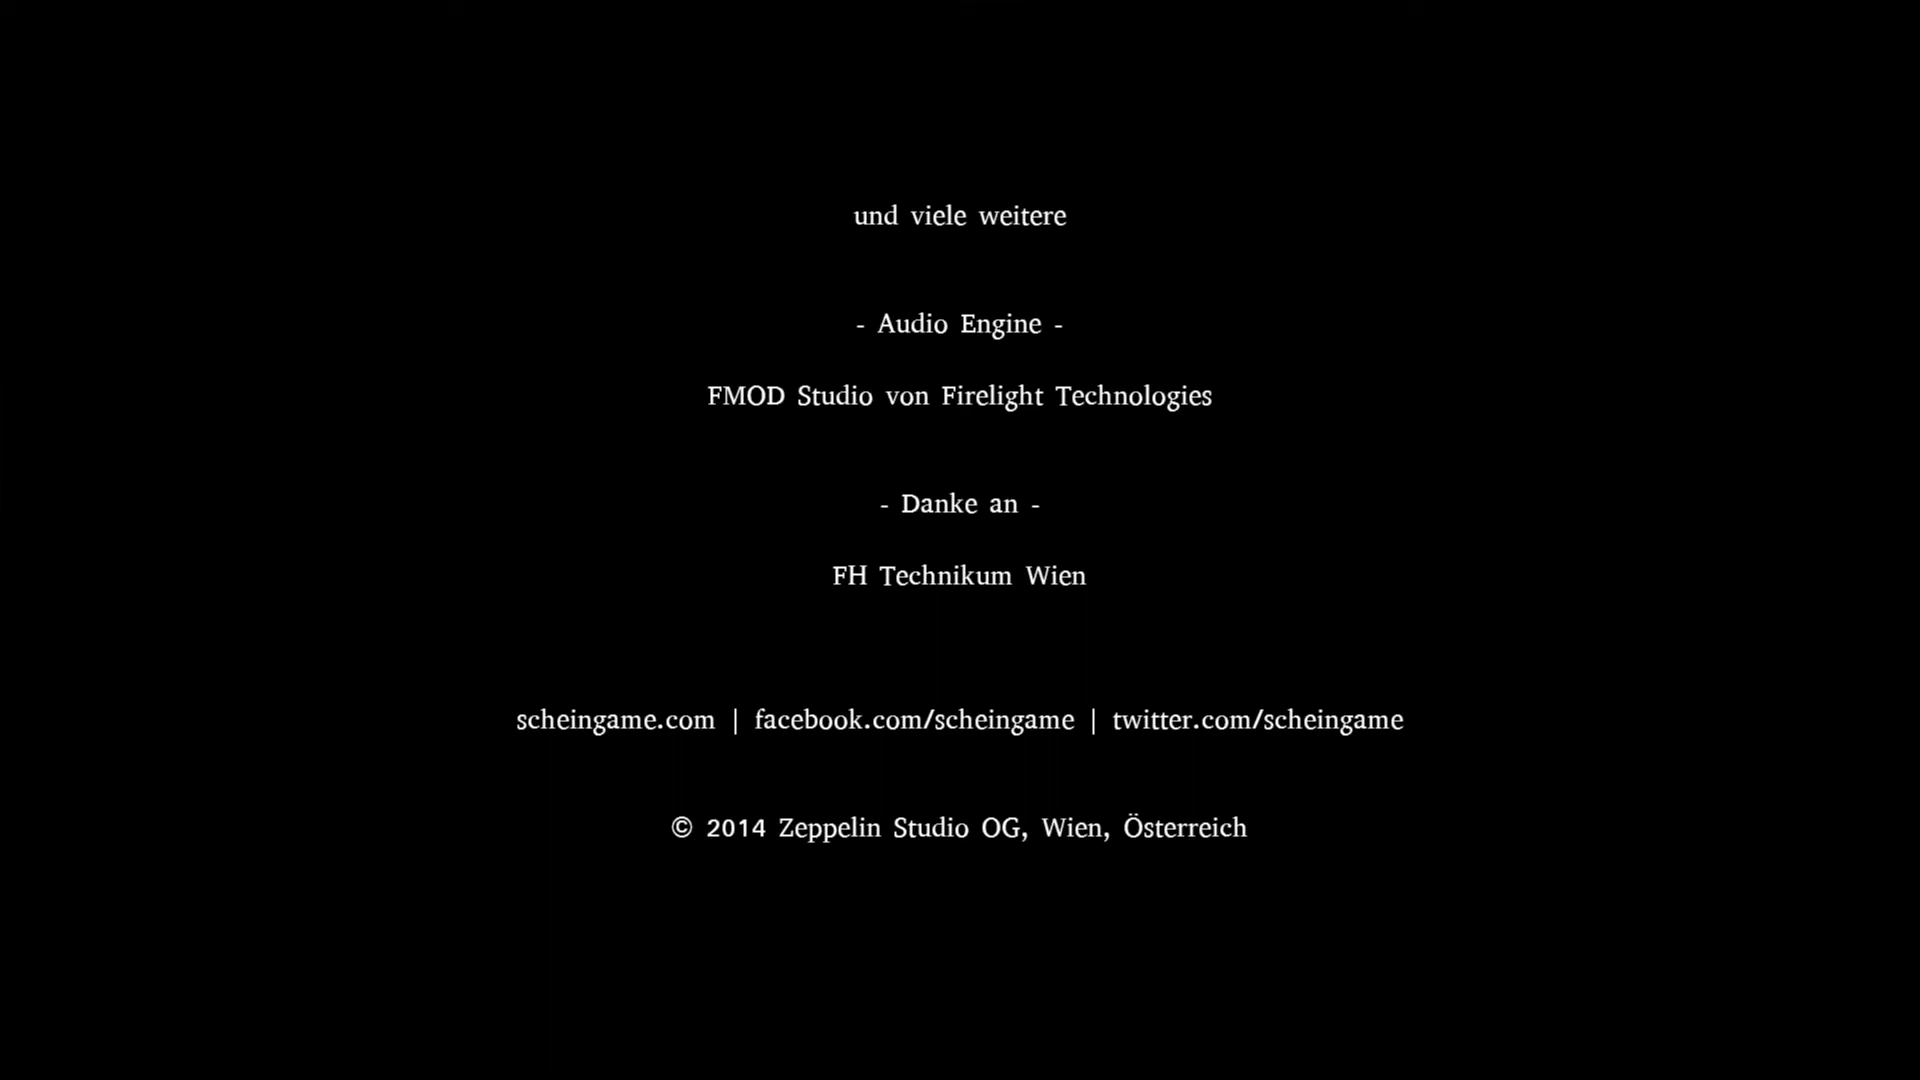 und viele weitere
- Audio Engine -
FMOD Studio von Firelight Technologies
- Danke an -
FH Technikum Wien
scheingame.com | facebook.com/scheingame | twitter.com/scheingame
© 2014 Zeppelin Studio OG, Wien, Österreich